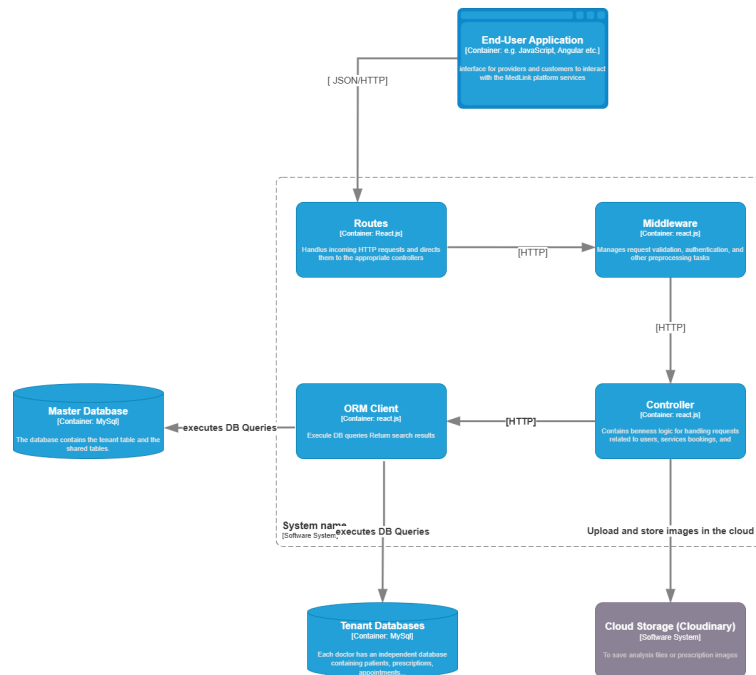 End-User Application
[Container: e.g. JavaScript, Angular etc.]
interface for providers and customers to interact
with the MedLink platform services
[ JSON/HTTP]
Routes
[Container: React.js]
Handlus incoming HTTP requests and directs
them to the appropriate controllers
[HTTP]
Middleware
[Container: react.js]
Manages request validation, authentication, and
other preprocessing tasks
[HTTP]
Master Database
[Container: MySql]
The database contains the tenant table and the
shared tables.
executes DB Queries
ORM Client
[Container: react.js]
Execute DB queries Return search results
[HTTP]
Controller
[Container: react.js]
Contains benness logic for handling requests
related to users, services bookings, and
System name
[Software System]
executes DB Queries
Upload and store images in the cloud
Tenant Databases
[Container: MySql]
Each doctor has an independent database
containing patients, prescriptions,
appointments
Cloud Storage (Cloudinary)
[Software System]
To save analysis files or prescription images